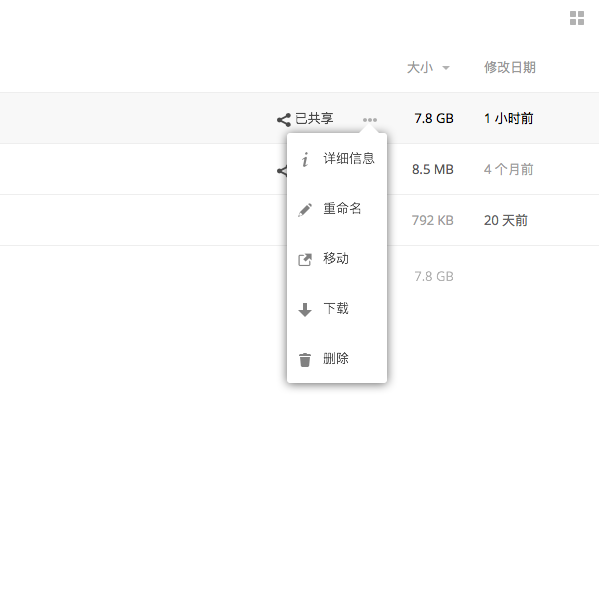 大小 修改日期
已共享 7.8 GB 1 小时前
详细信息
8.5 MB 4 个月前
重命名
792 KB 20 天前
移动
7.8 GB
下载
删除